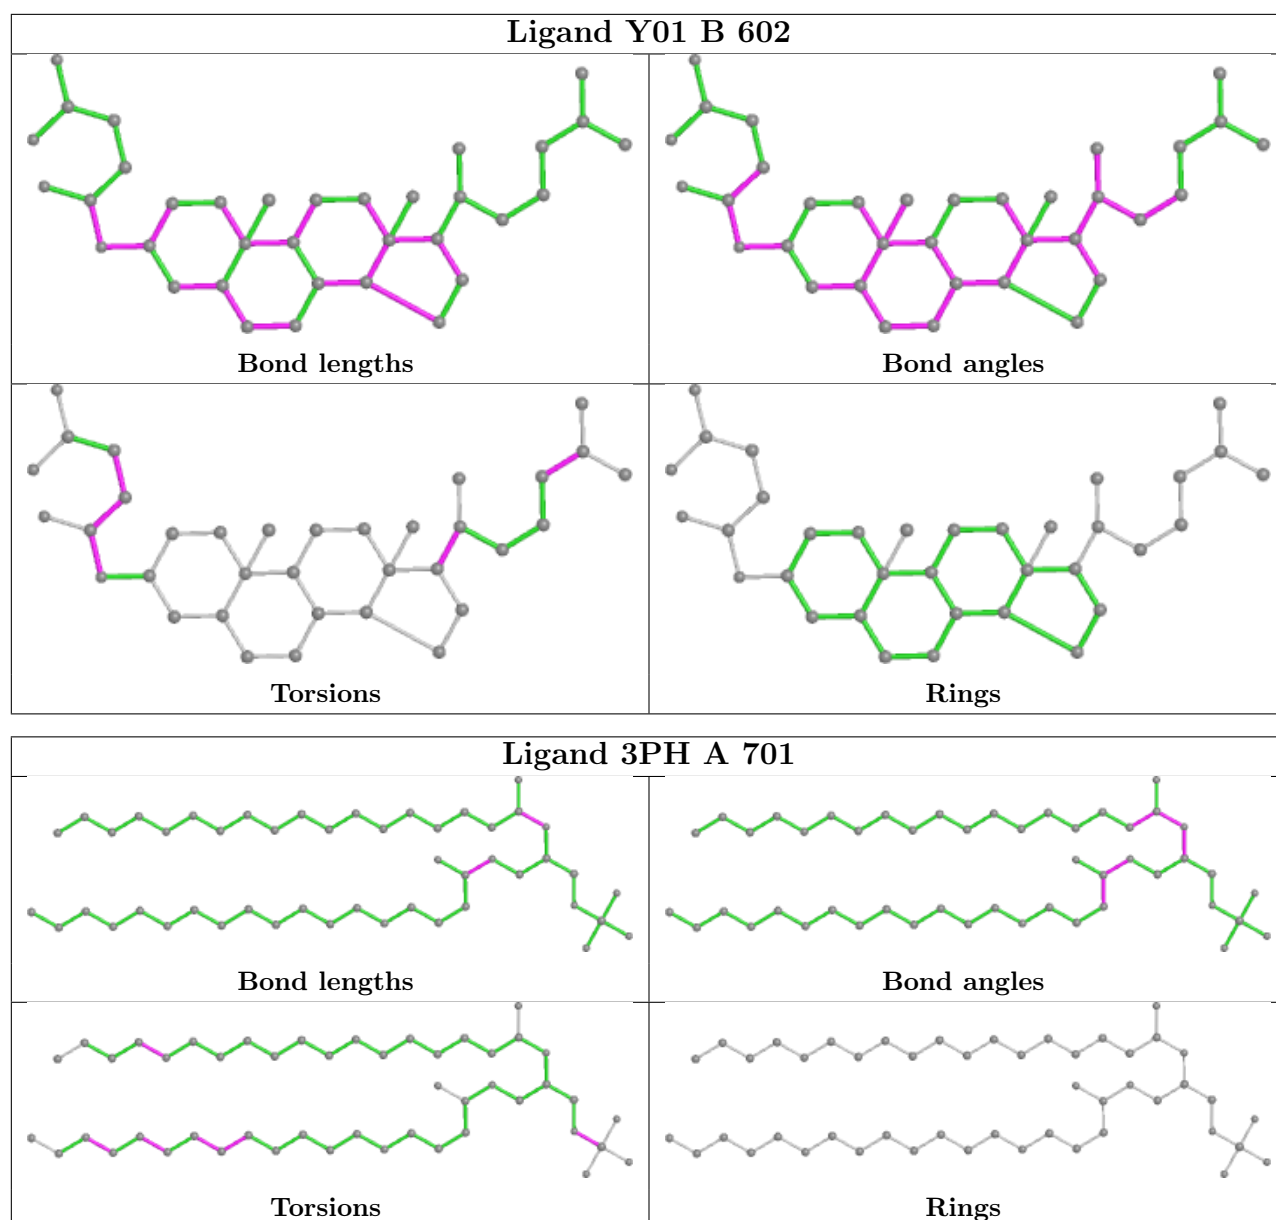 Ligand Y01 B 602
Bond lengths
Bond angles
Torsions
Rings
Ligand 3PH A 701
Bond lengths
Bond angles
Torsions
Rings